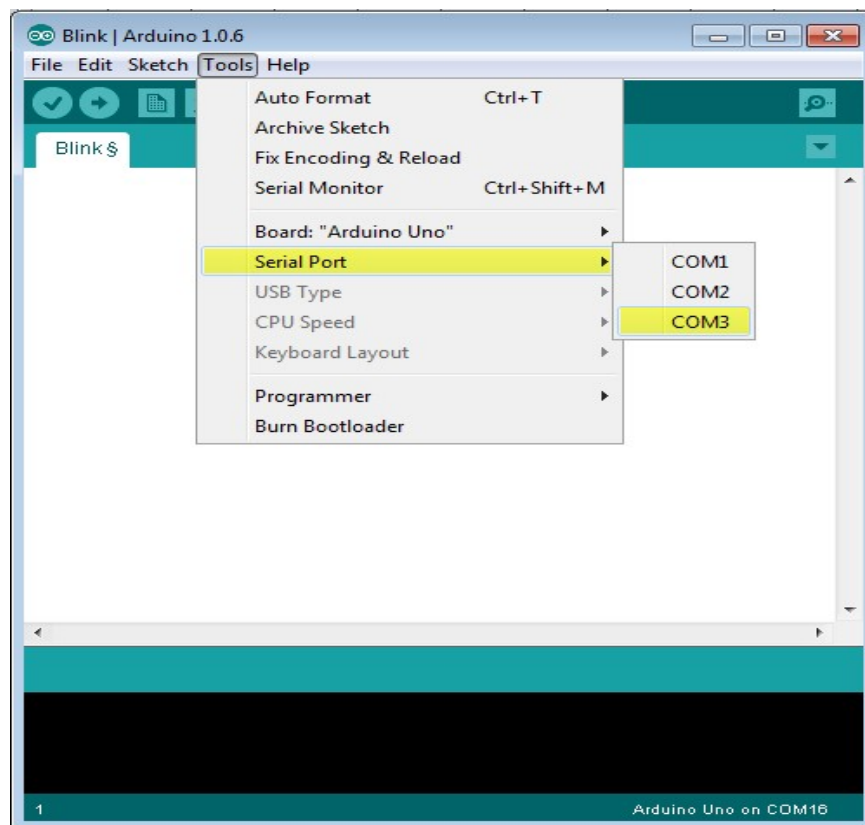 Blink | Arduino 1.0.6
File Edit Sketch Tools Help
Blink §
Auto Format Ctrl+T
Archive Sketch
Fix Encoding & Reload
Serial Monitor Ctrl+Shift+M
Board: "Arduino Uno"
Serial Port
USB Type
CPU Speed
Keyboard Layout
Programmer
Burn Bootloader
COM1
COM2
COM3
1 Arduino Uno on COM16